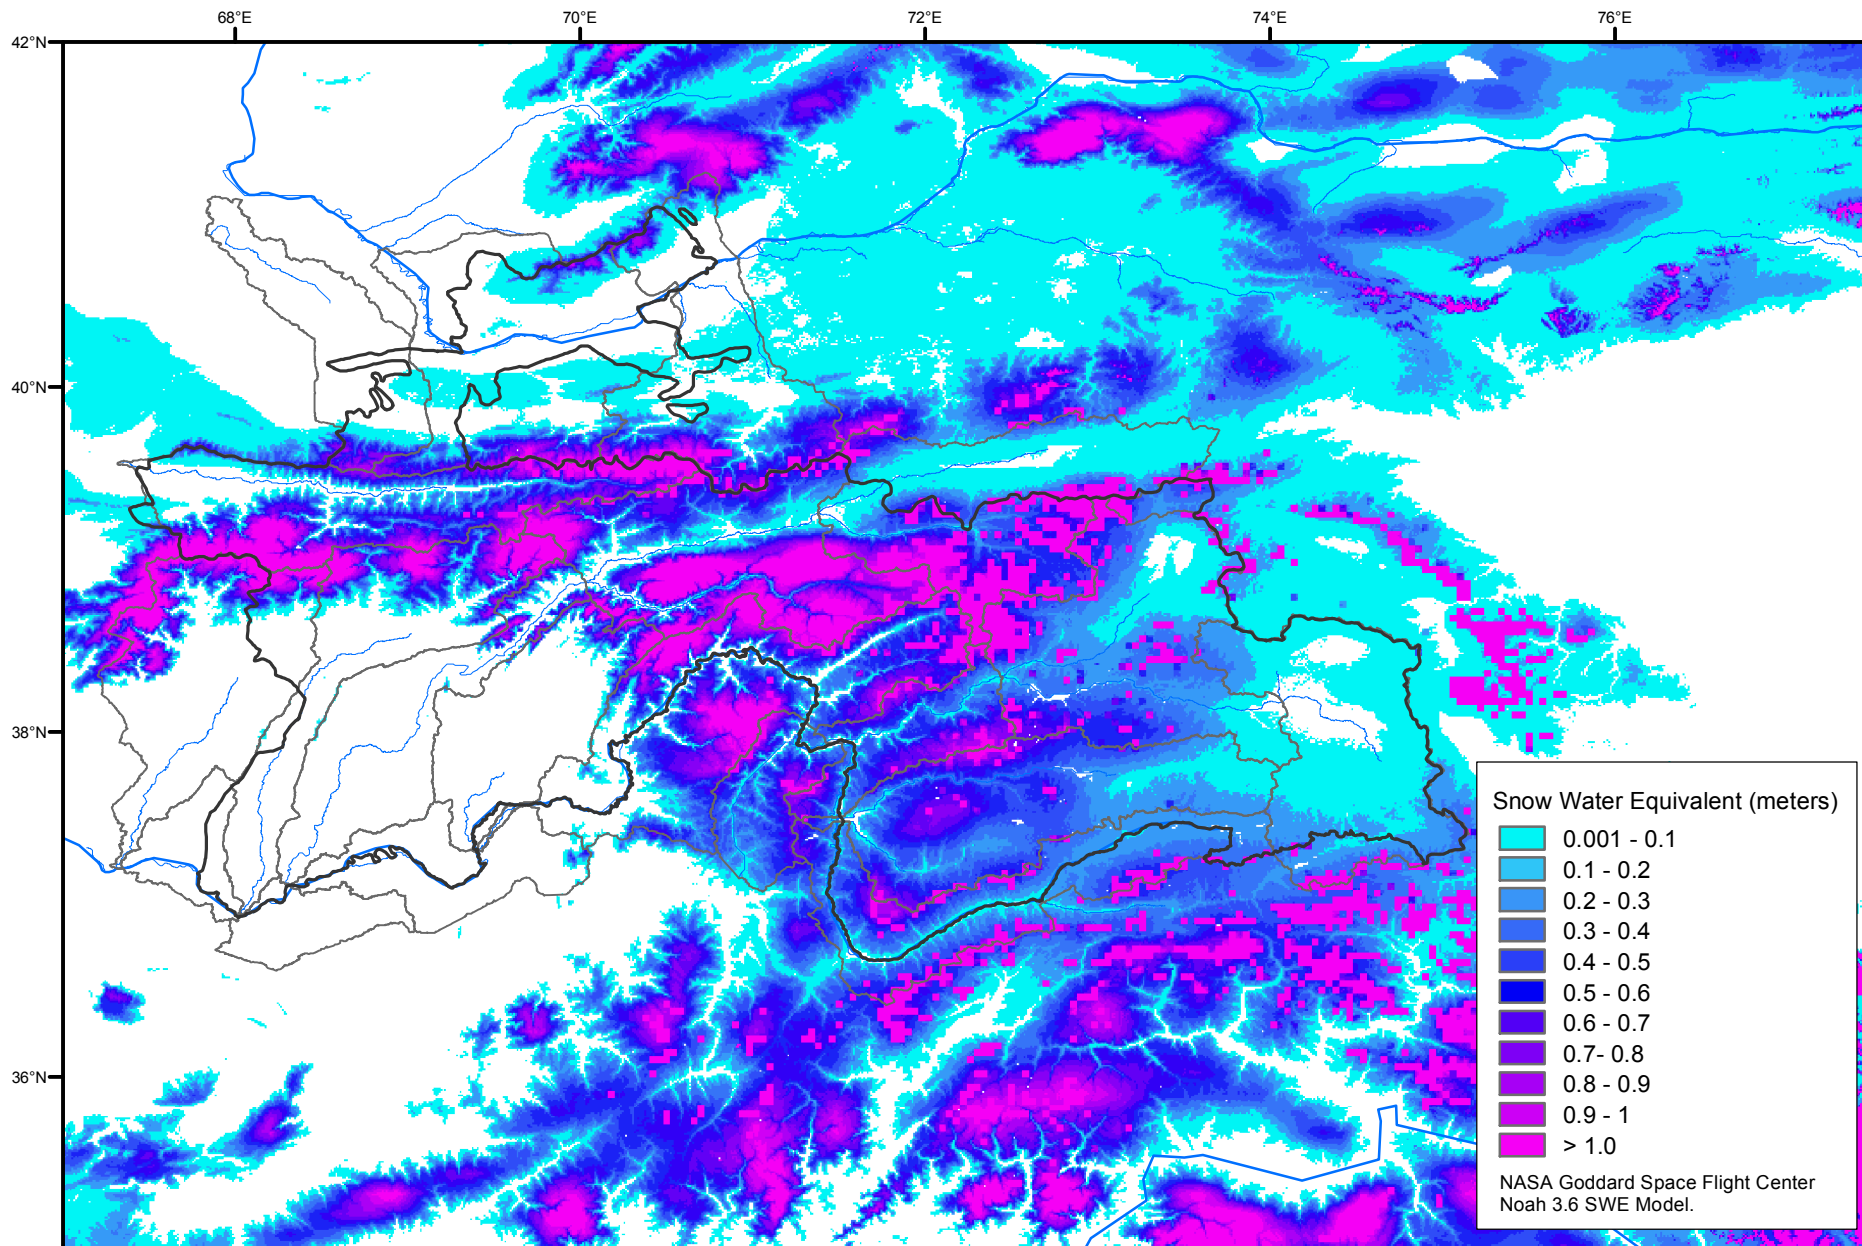 68°E
70°E
72°E
74°E
76°E
42°N
40°N
38°N
36°N
Snow Water Equivalent (meters)
0.001 - 0.1
0.1 - 0.2
0.2 - 0.3
0.3 - 0.4
0.4 - 0.5
0.5 - 0.6
0.6 - 0.7
0.7- 0.8
0.8 - 0.9
0.9 - 1
> 1.0
NASA Goddard Space Flight Center
Noah 3.6 SWE Model.